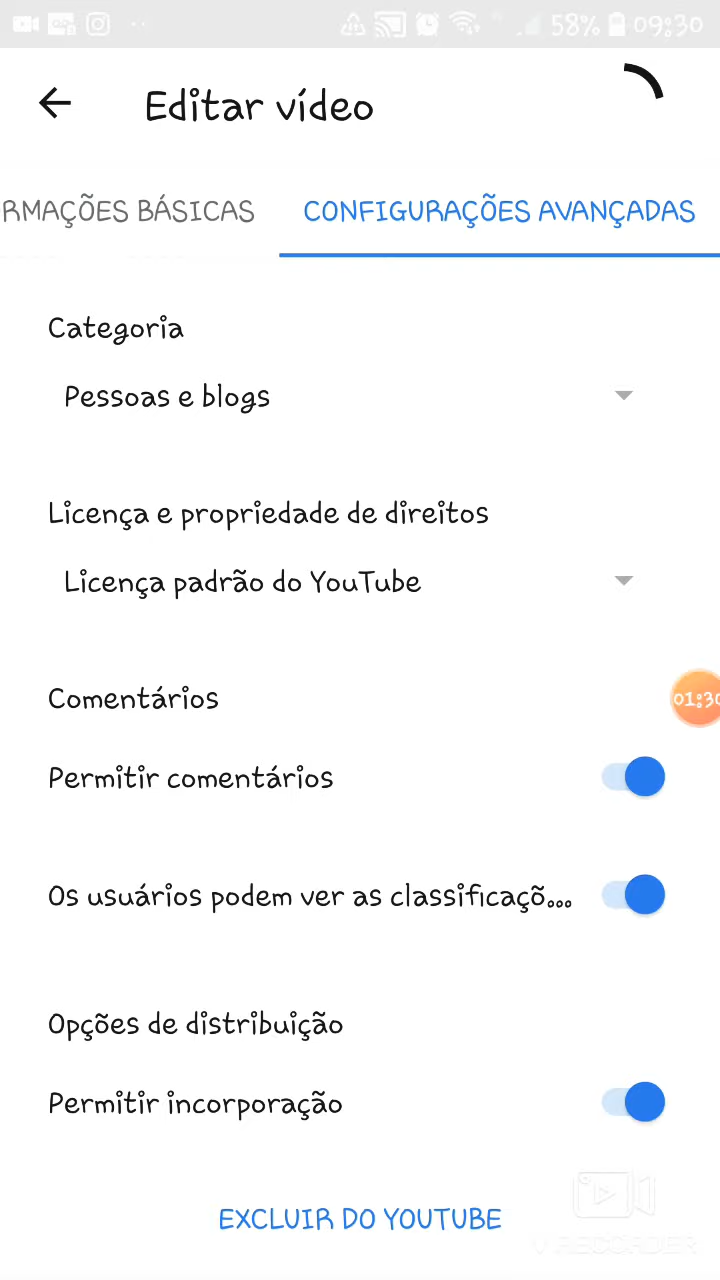 58% 09:30
Editar vídeo
RMAÇÕES BÁSICAS CONFIGURAÇÕES AVANÇADAS
Categoria
Pessoas e blogs
Licença e propriedade de direitos
Licença padrão do YouTube
Comentários
01:30
Permitir comentários
Os usuários podem ver as classificaçõ...
Opções de distribuição
Permitir incorporação
EXCLUIR DO YOUTUBE
V RECORDER